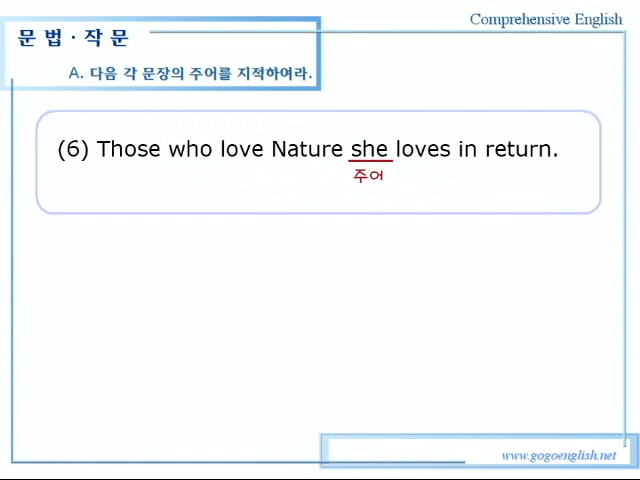 Comprehensive English
문 법 · 작 문
A. 다음 각 문장의 주어를 지적하여라.
(6) Those who love Nature she loves in return.
주어
www.gogoenglish.net